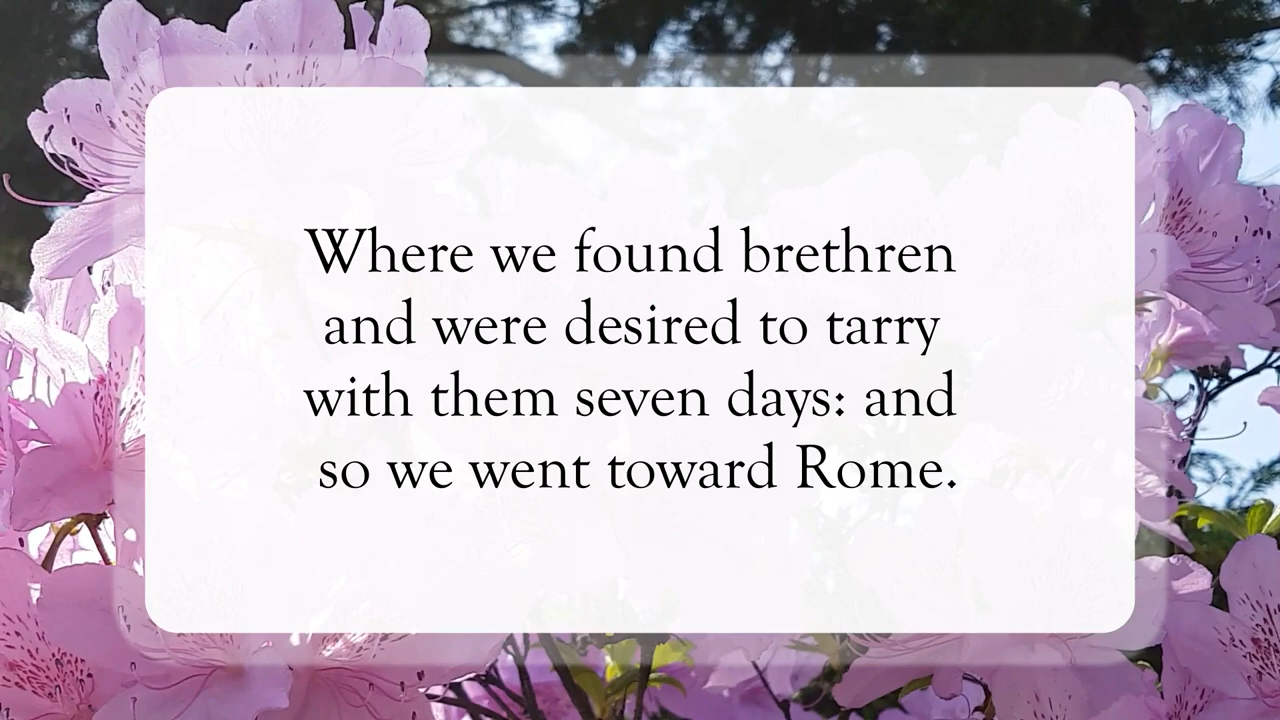 Where we found brethren
and were desired to tarry
with them seven days: and
so we went toward Rome.